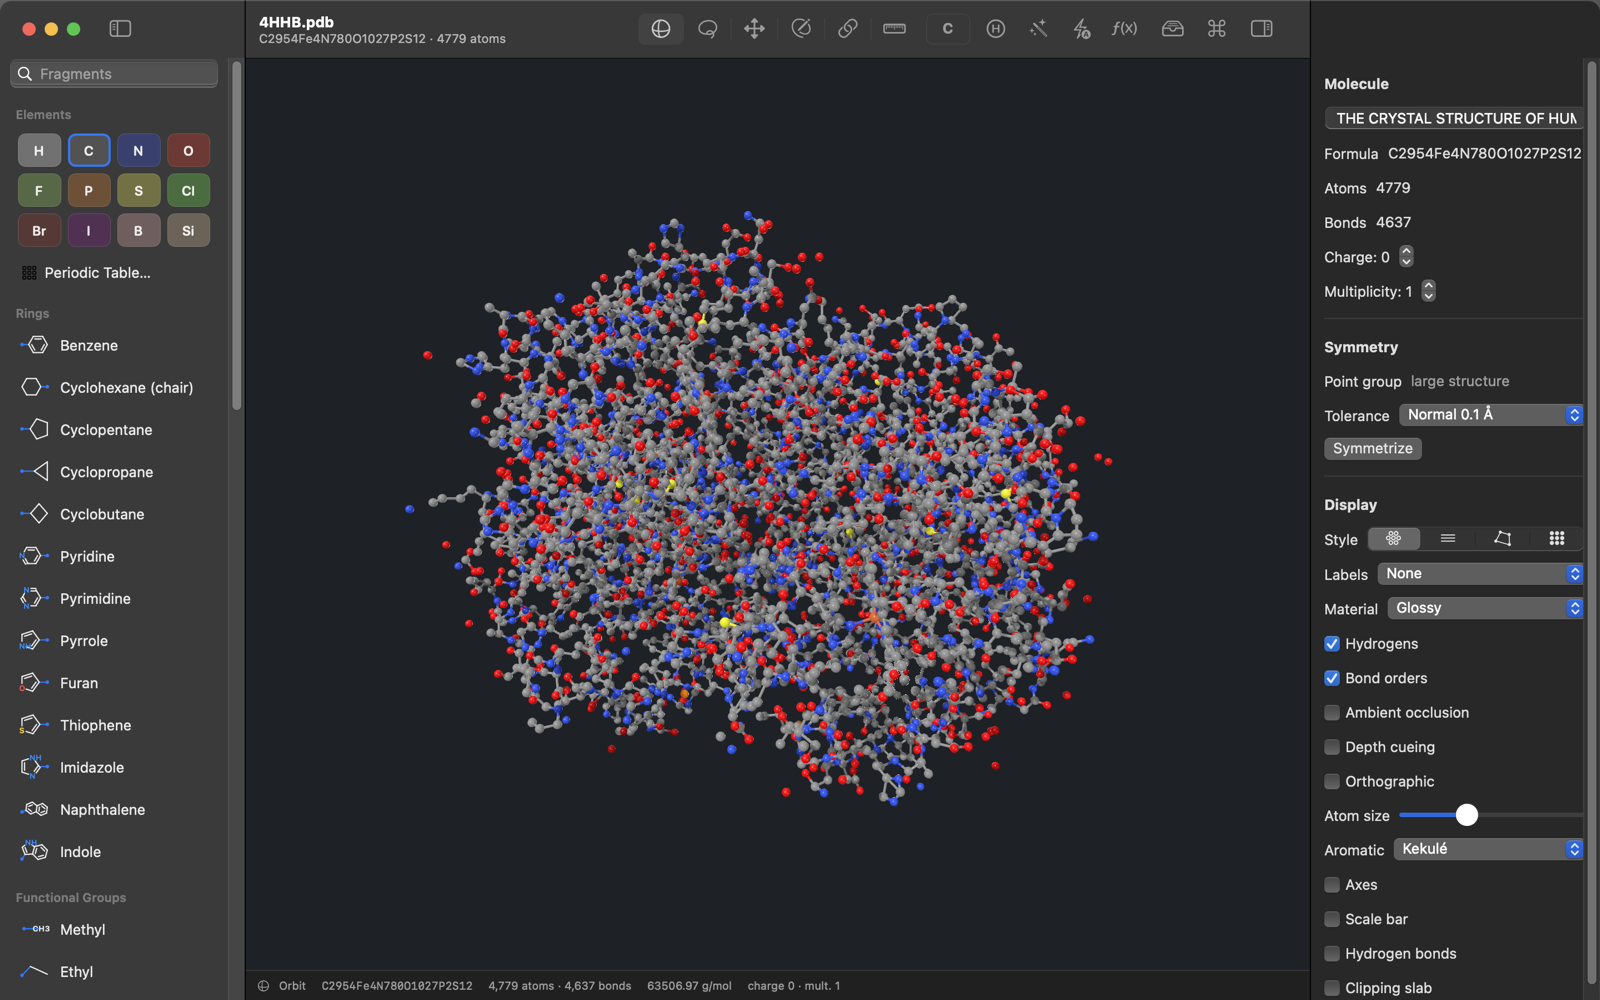 4HHB.pdb
C2954Fe4N780O1027P2S12 · 4779 atoms
C
H
A
f(x)
Fragments
Elements
H
C
N
O
F
P
S
Cl
Br
I
B
Si
Periodic Table...
Rings
Benzene
Cyclohexane (chair)
Cyclopentane
Cyclopropane
Cyclobutane
N
Pyridine
N
N
Pyrimidine
NH
Pyrrole
O
Furan
S
Thiophene
NH
N
Imidazole
Naphthalene
NH
Indole
Functional Groups
CH3
Methyl
Ethyl
Orbit
C2954Fe4N780O1027P2S12
4,779 atoms · 4,637 bonds
63506.97 g/mol
charge 0 · mult. 1
Molecule
THE CRYSTAL STRUCTURE OF HUM
Formula C2954Fe4N780O1027P2S12
Atoms 4779
Bonds 4637
Charge: 0
Multiplicity: 1
Symmetry
Point group large structure
Tolerance Normal 0.1 Å
Symmetrize
Display
Style
Labels None
Material Glossy
Hydrogens
Bond orders
Ambient occlusion
Depth cueing
Orthographic
Atom size
Aromatic Kekulé
Axes
Scale bar
Hydrogen bonds
Clipping slab